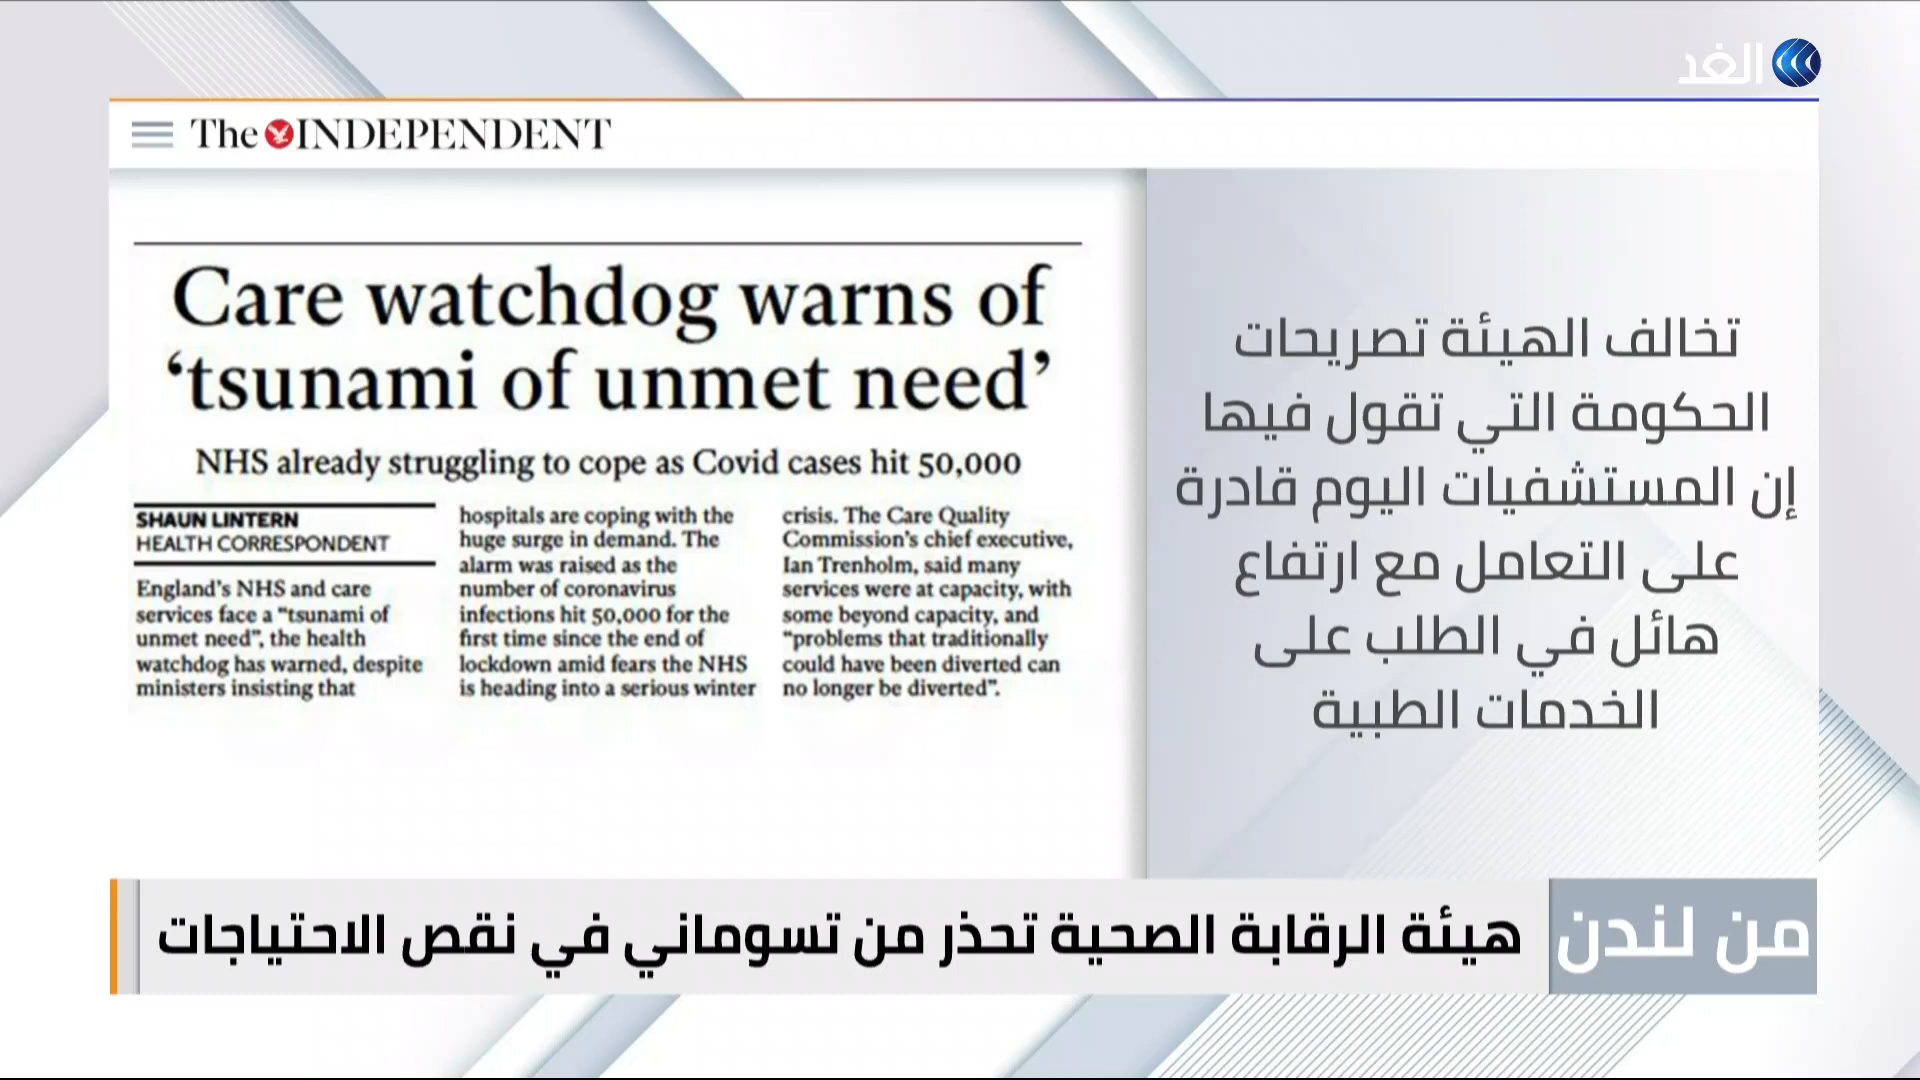 الغد
The INDEPENDENT
Care watchdog warns of
‘tsunami of unmet need’
NHS already struggling to cope as Covid cases hit 50,000
SHAUN LINTERN
HEALTH CORRESPONDENT
England’s NHS and care
services face a “tsunami of
unmet need”, the health
watchdog has warned, despite
ministers insisting that
hospitals are coping with the
huge surge in demand. The
alarm was raised as the
number of coronavirus
infections hit 50,000 for the
first time since the end of
lockdown amid fears the NHS
is heading into a serious winter
crisis. The Care Quality
Commission’s chief executive,
Ian Trenholm, said many
services were at capacity, with
some beyond capacity, and
“problems that traditionally
could have been diverted can
no longer be diverted”.
تخالف الهيئة تصريحات
الحكومة التي تقول فيها
إن المستشفيات اليوم قادرة
على التعامل مع ارتفاع
هائل في الطلب على
الخدمات الطبية
من لندن
هيئة الرقابة الصحية تحذر من تسوماني في نقص الاحتياجات